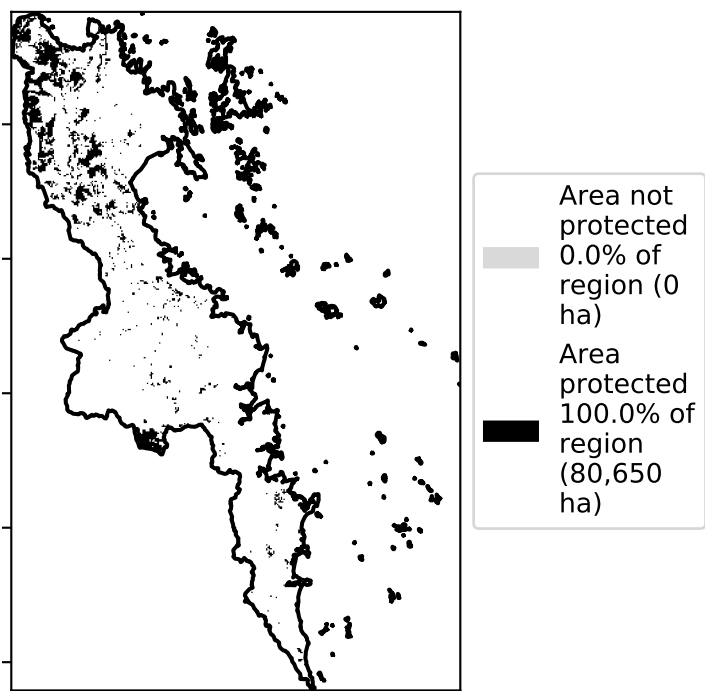 Area not
protected
0.0% of
region (0
ha)
Area
protected
100.0% of
region
(80,650
ha)